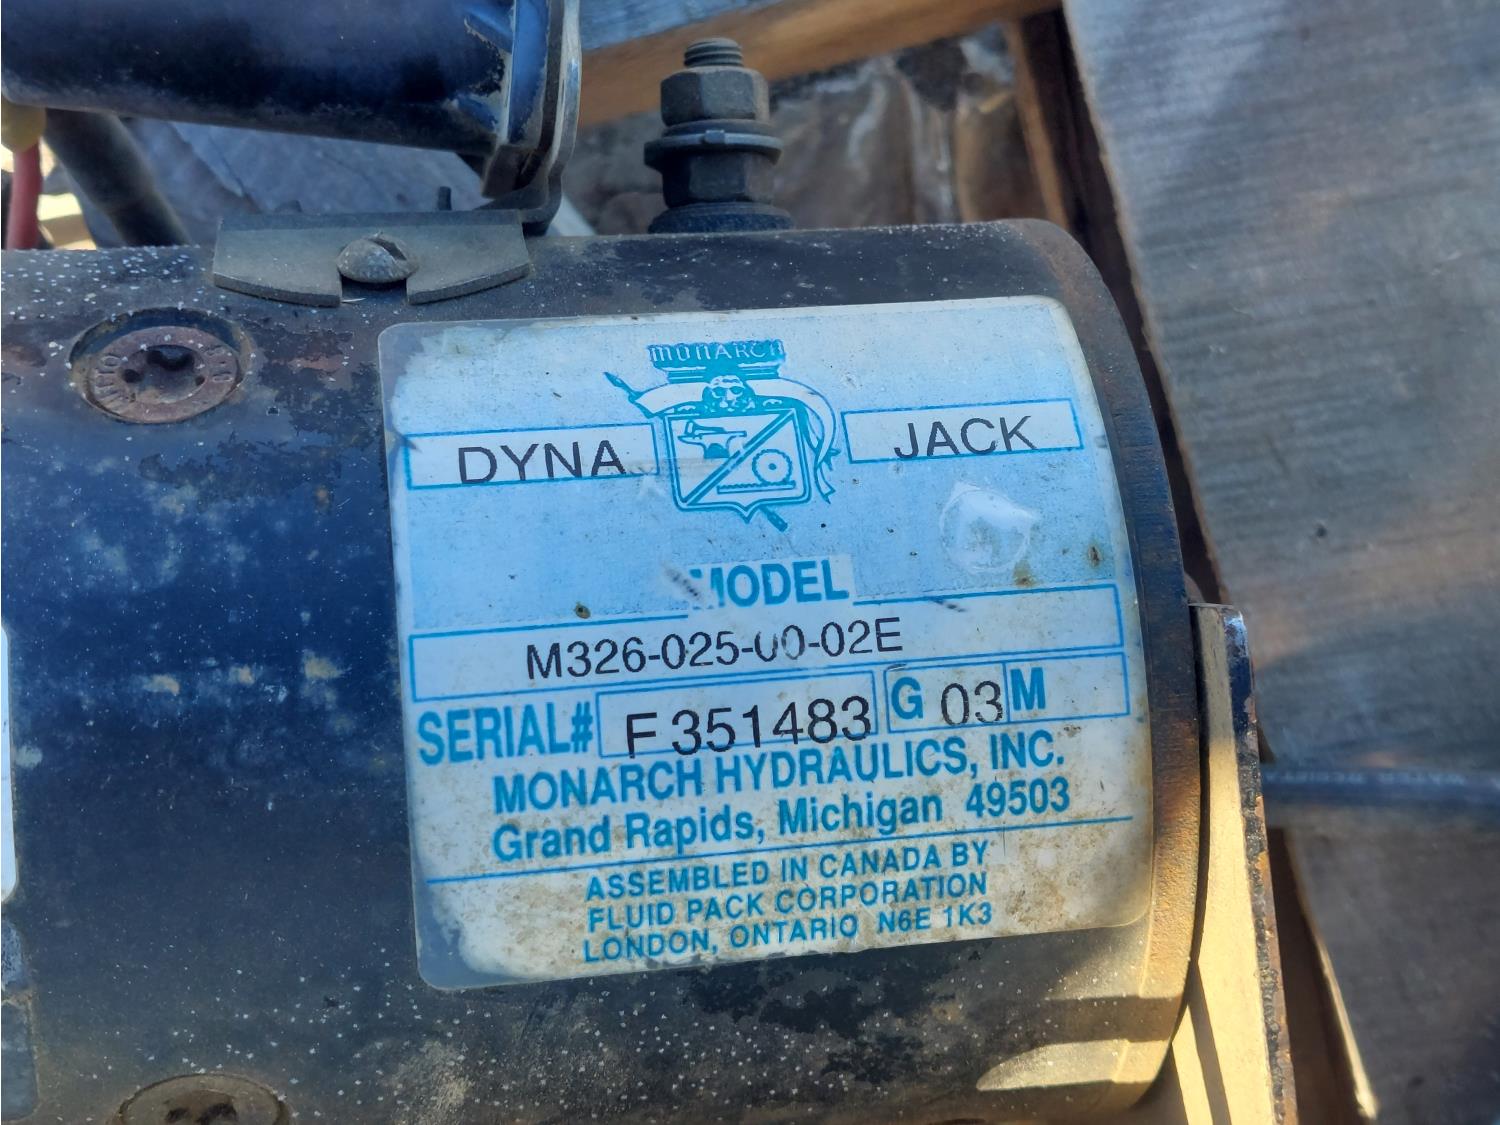 MONARCH
DYNA JACK
MODEL
M326-025-00-02E
SERIAL# F351483 G 03 M
MONARCH HYDRAULICS, INC.
Grand Rapids, Michigan 49503
ASSEMBLED IN CANADA BY
FLUID PACK CORPORATION
LONDON, ONTARIO N6E 1K3